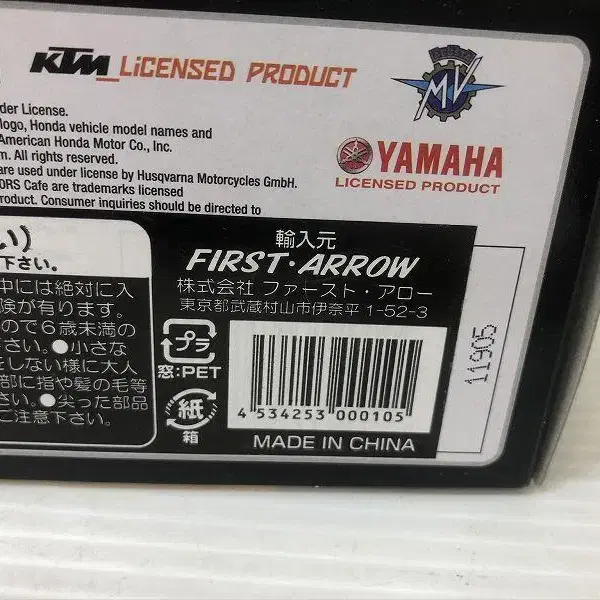 KTM_LICENSED PRODUCT
MV
der License.
ogo, Honda vehicle model names and
American Honda Motor Co., Inc.
m. All rights reserved.
are used under license by Husqvarna Motorcycles GmbH.
ORS Cafe are trademarks licensed
roduct. Consumer inquiries should be directed to
YAMAHA
LICENSED PRODUCT
い)
下さい。
中には絶対に入
険が有ります。
ので6歳未満の
さい。●小さな
をしない様に大人
部に指や髪の毛等
さい。●尖った部品
ご注意下さい。
輸入元
FIRST・ARROW
株式会社 ファースト・アロー
東京都武蔵村山市伊奈平 1-52-3
プラ
窓:PET
紙
箱
4 534253 000105
MADE IN CHINA
11905